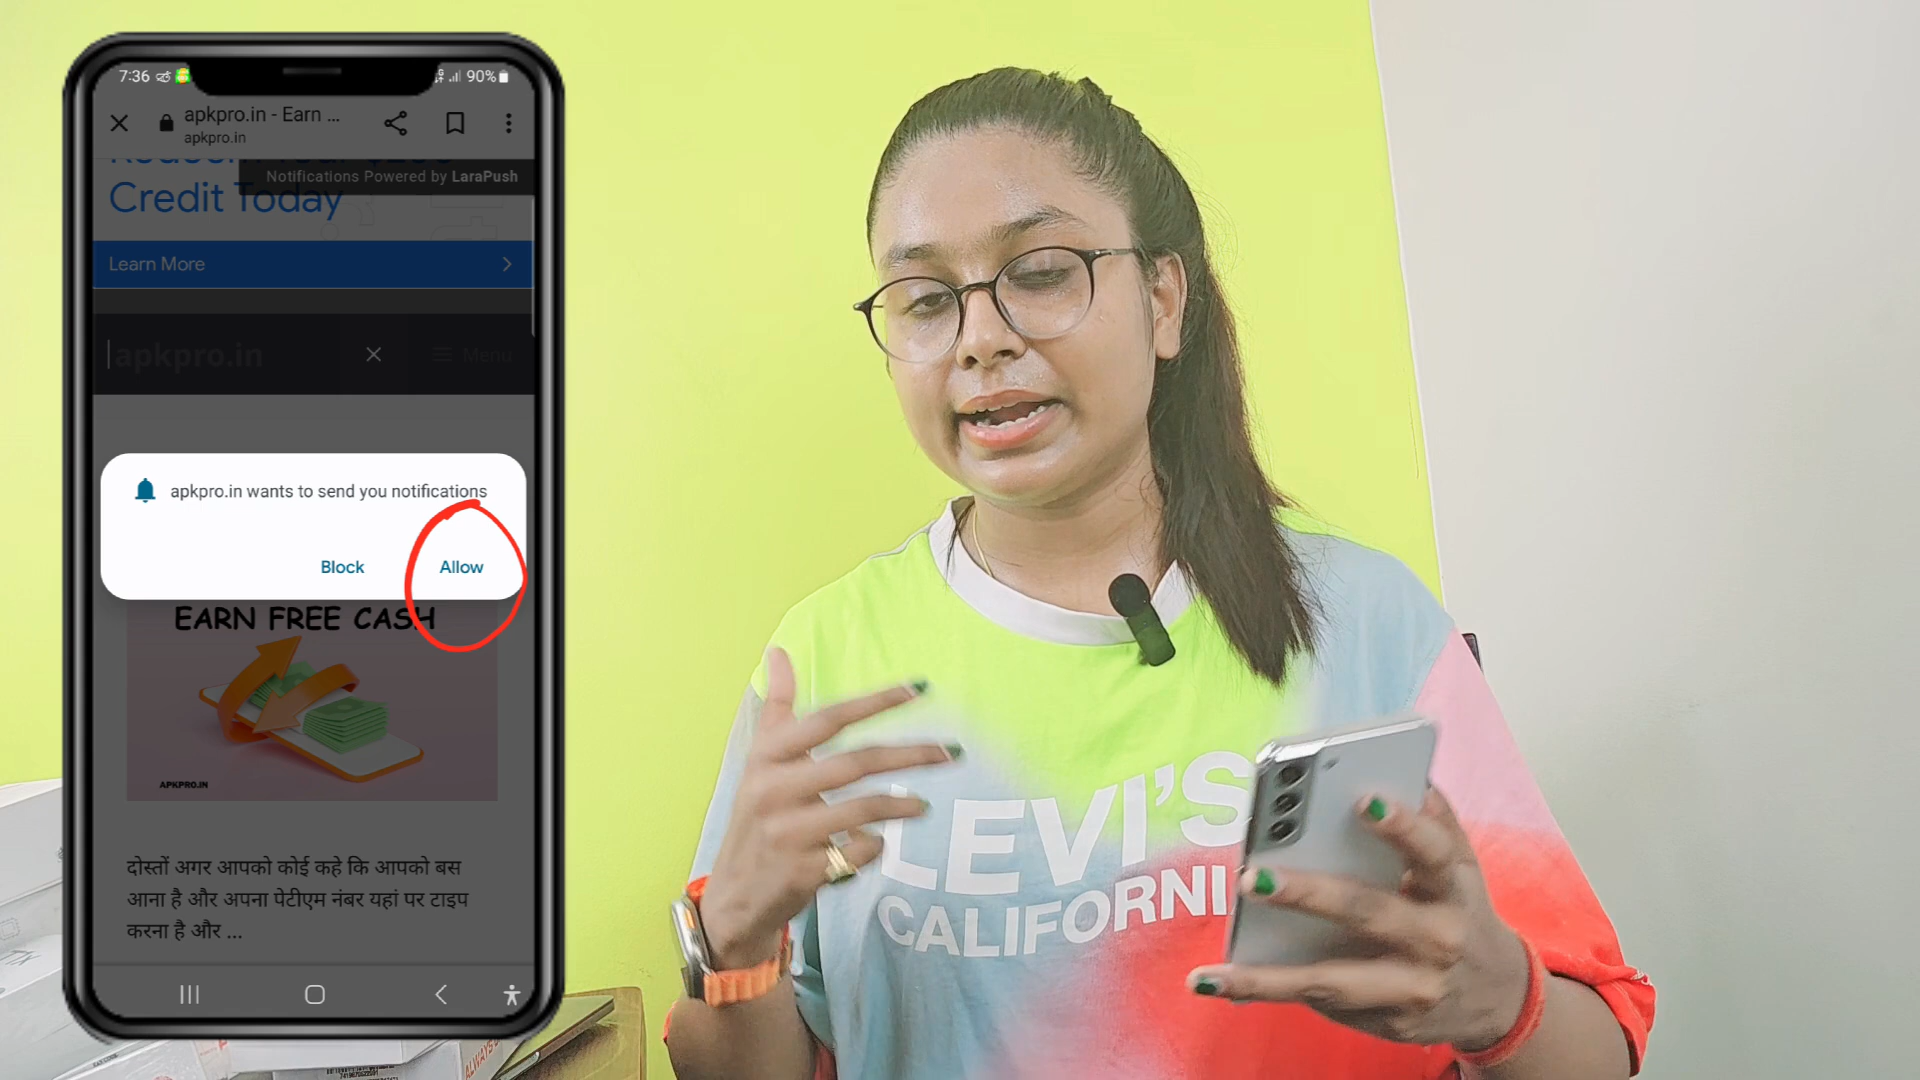 7:36
90%
apkpro.in - Earn ...
apkpro.in
Notifications Powered by LaraPush
Credit Today
Learn More
apkpro.in
Menu
apkpro.in wants to send you notifications
Block
Allow
EARN FREE CASH
APKPRO.IN
दोस्तों अगर आपको कोई कहे कि आपको बस
आना है और अपना पेटीएम नंबर यहां पर टाइप
करना है और ...
LEVI'S
CALIFORNI